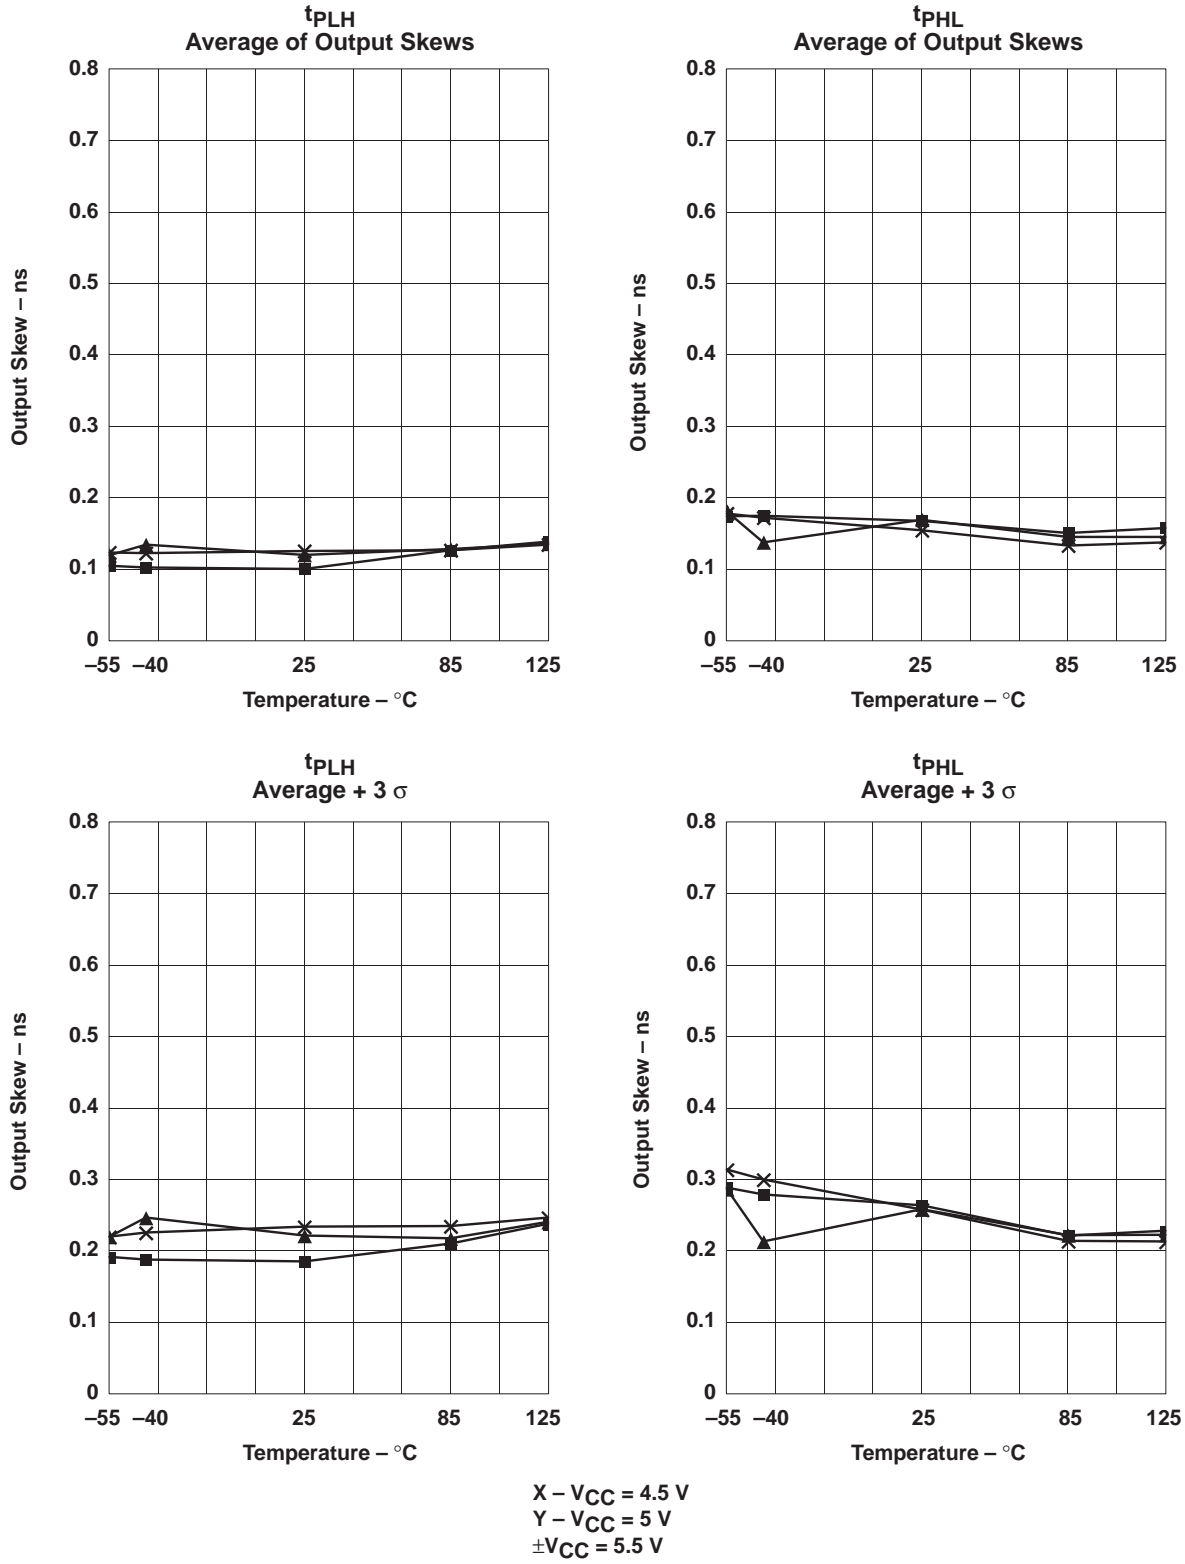 tPLH
Average of Output Skews
0.8
0.7
0.6
0.5
0.4
0.3
0.2
0.1
0
Output Skew – ns
–55 –40 25 85 125
Temperature – °C
tPHL
Average of Output Skews
0.8
0.7
0.6
0.5
0.4
0.3
0.2
0.1
0
Output Skew – ns
–55 –40 25 85 125
Temperature – °C
tPLH
Average + 3 σ
0.8
0.7
0.6
0.5
0.4
0.3
0.2
0.1
0
Output Skew – ns
–55 –40 25 85 125
Temperature – °C
tPHL
Average + 3 σ
0.8
0.7
0.6
0.5
0.4
0.3
0.2
0.1
0
Output Skew – ns
–55 –40 25 85 125
Temperature – °C
X – VCC = 4.5 V
Y – VCC = 5 V
±VCC = 5.5 V